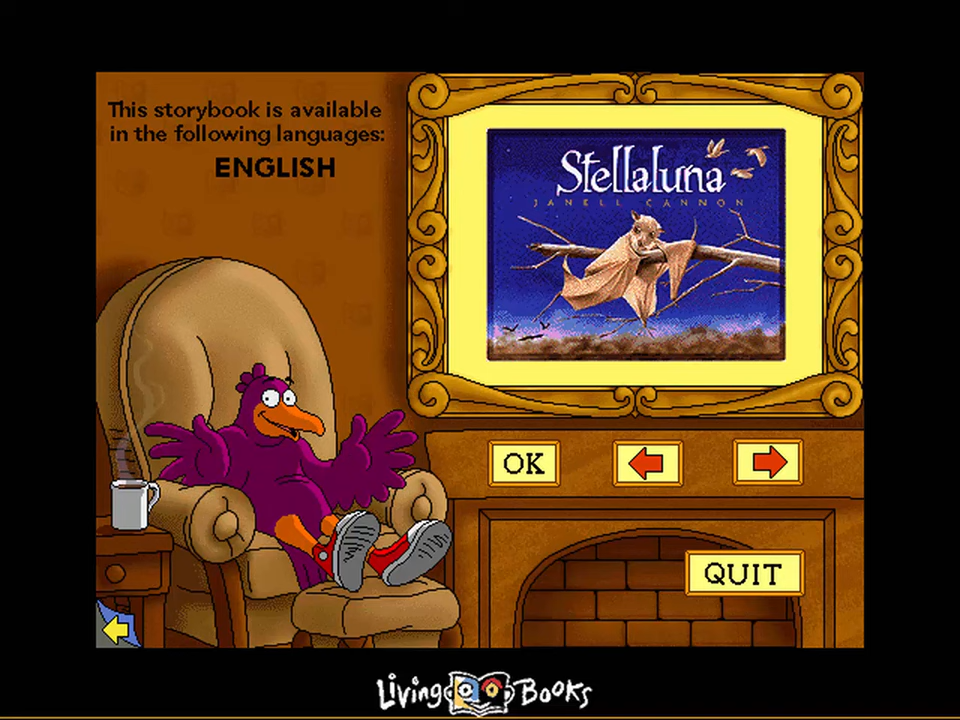 This storybook is available
in the following languages:
ENGLISH
Stellaluna
JANELL CANNON
OK
QUIT
Living Books